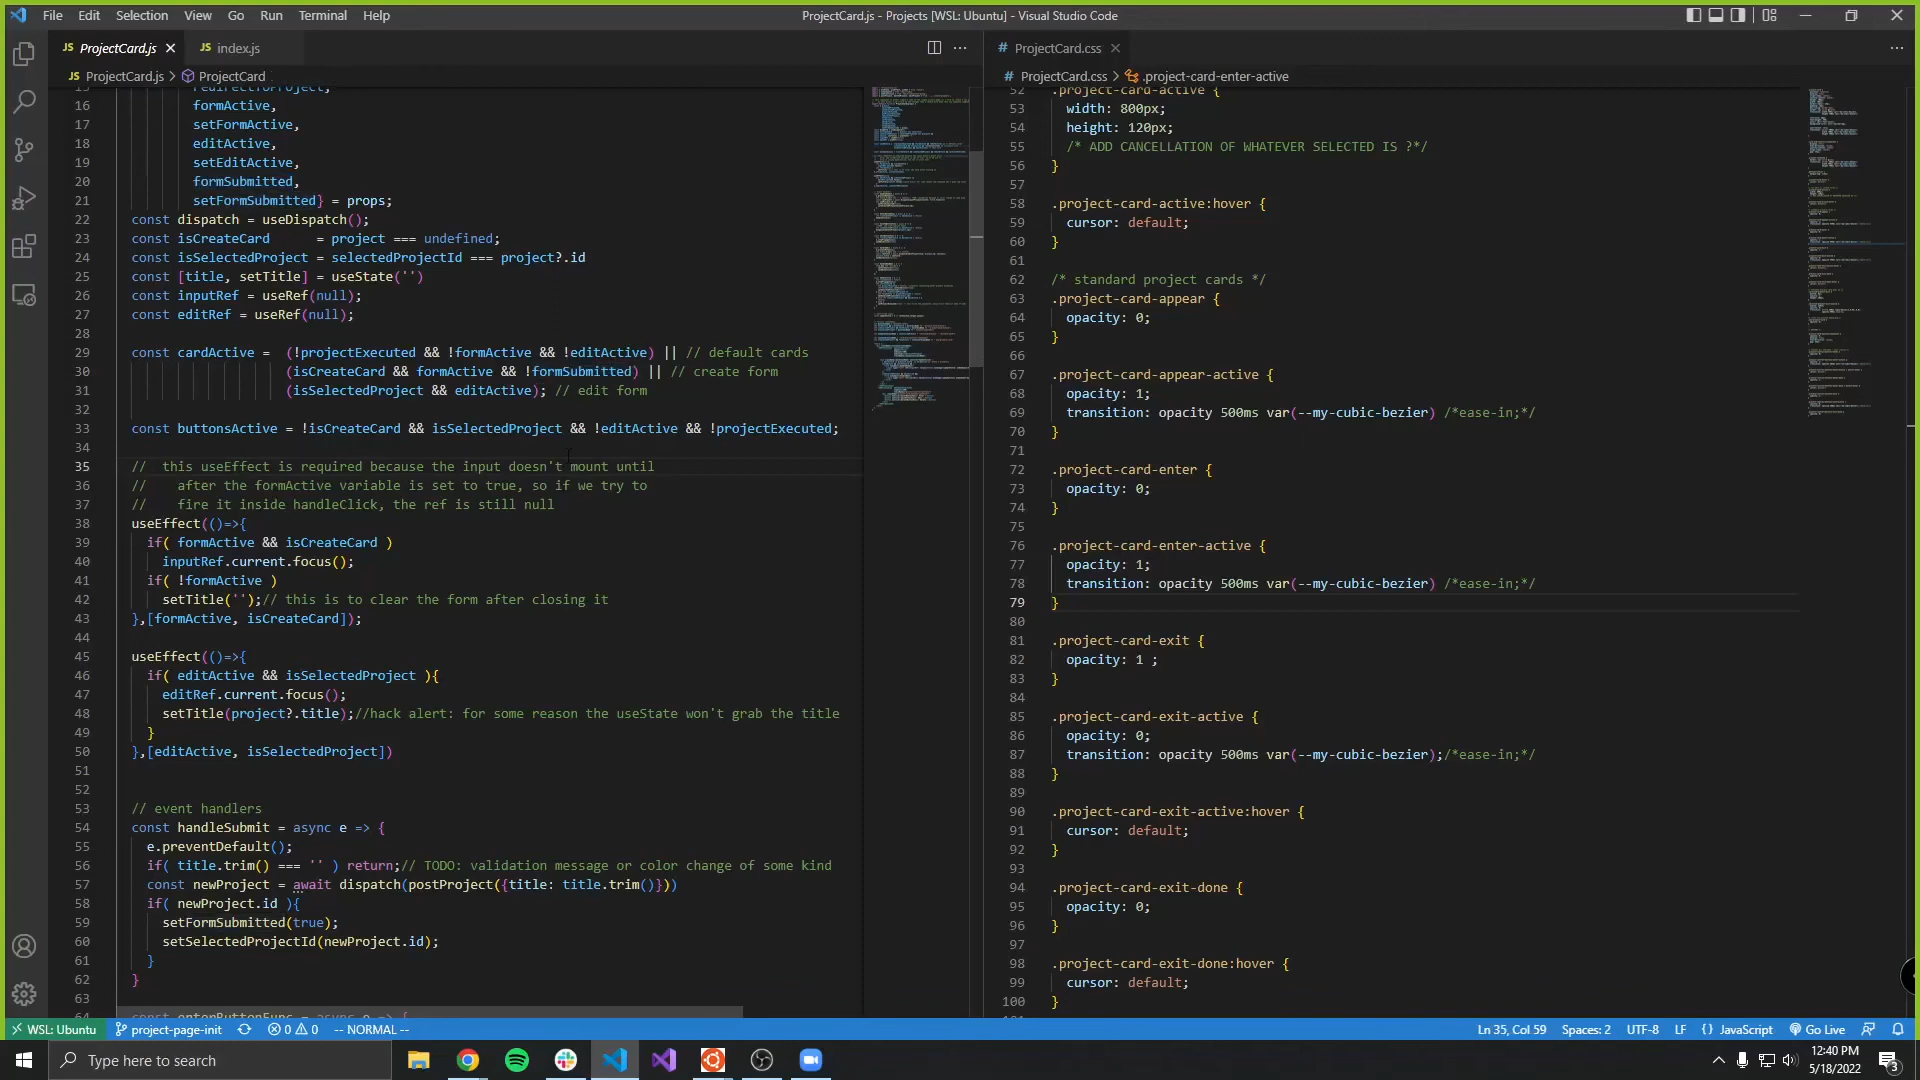 File Edit Selection View Go Run Terminal Help
ProjectCard.js - Projects [WSL: Ubuntu] - Visual Studio Code
JS ProjectCard.js
JS index.js
JS ProjectCard.js > ProjectCard
15 redirectToProject,
16 formActive,
17 setFormActive,
18 editActive,
19 setEditActive,
20 formSubmitted,
21 setFormSubmitted} = props;
22 const dispatch = useDispatch();
23 const isCreateCard      = project === undefined;
24 const isSelectedProject = selectedProjectId === project?.id
25 const [title, setTitle] = useState('')
26 const inputRef = useRef(null);
27 const editRef = useRef(null);
28
29 const cardActive =  (!projectExecuted && !formActive && !editActive) || // default cards
30 (isCreateCard && formActive && !formSubmitted) || // create form
31 (isSelectedProject && editActive); // edit form
32
33 const buttonsActive = !isCreateCard && isSelectedProject && !editActive && !projectExecuted;
34
35 //  this useEffect is required because the input doesn't mount until
36 //    after the formActive variable is set to true, so if we try to
37 //    fire it inside handleClick, the ref is still null
38 useEffect(()=>{
39 if( formActive && isCreateCard )
40 inputRef.current.focus();
41 if( !formActive )
42 setTitle('');// this is to clear the form after closing it
43 },[formActive, isCreateCard]);
44
45 useEffect(()=>{
46 if( editActive && isSelectedProject ){
47 editRef.current.focus();
48 setTitle(project?.title);//hack alert: for some reason the useState won't grab the title
49 }
50 },[editActive, isSelectedProject])
51
52
53 // event handlers
54 const handleSubmit = async e => {
55 e.preventDefault();
56 if( title.trim() === '' ) return;// TODO: validation message or color change of some kind
57 const newProject = await dispatch(postProject({title: title.trim()}))
58 if( newProject.id ){
59 setFormSubmitted(true);
60 setSelectedProjectId(newProject.id);
61 }
62 }
63
64 const enterButtonFunc = async e => {
# ProjectCard.css
# ProjectCard.css > .project-card-enter-active
52 .project-card-active {
53 width: 800px;
54 height: 120px;
55 /* ADD CANCELLATION OF WHATEVER SELECTED IS ?*/
56 }
57
58 .project-card-active:hover {
59 cursor: default;
60 }
61
62 /* standard project cards */
63 .project-card-appear {
64 opacity: 0;
65 }
66
67 .project-card-appear-active {
68 opacity: 1;
69 transition: opacity 500ms var(--my-cubic-bezier) /*ease-in;*/
70 }
71
72 .project-card-enter {
73 opacity: 0;
74 }
75
76 .project-card-enter-active {
77 opacity: 1;
78 transition: opacity 500ms var(--my-cubic-bezier) /*ease-in;*/
79 }
80
81 .project-card-exit {
82 opacity: 1 ;
83 }
84
85 .project-card-exit-active {
86 opacity: 0;
87 transition: opacity 500ms var(--my-cubic-bezier);/*ease-in;*/
88 }
89
90 .project-card-exit-active:hover {
91 cursor: default;
92 }
93
94 .project-card-exit-done {
95 opacity: 0;
96 }
97
98 .project-card-exit-done:hover {
99 cursor: default;
100 }
WSL: Ubuntu project-page-init 0 0 -- NORMAL --
Ln 35, Col 59 Spaces: 2 UTF-8 LF {} JavaScript Go Live
Type here to search
12:40 PM
5/18/2022
3